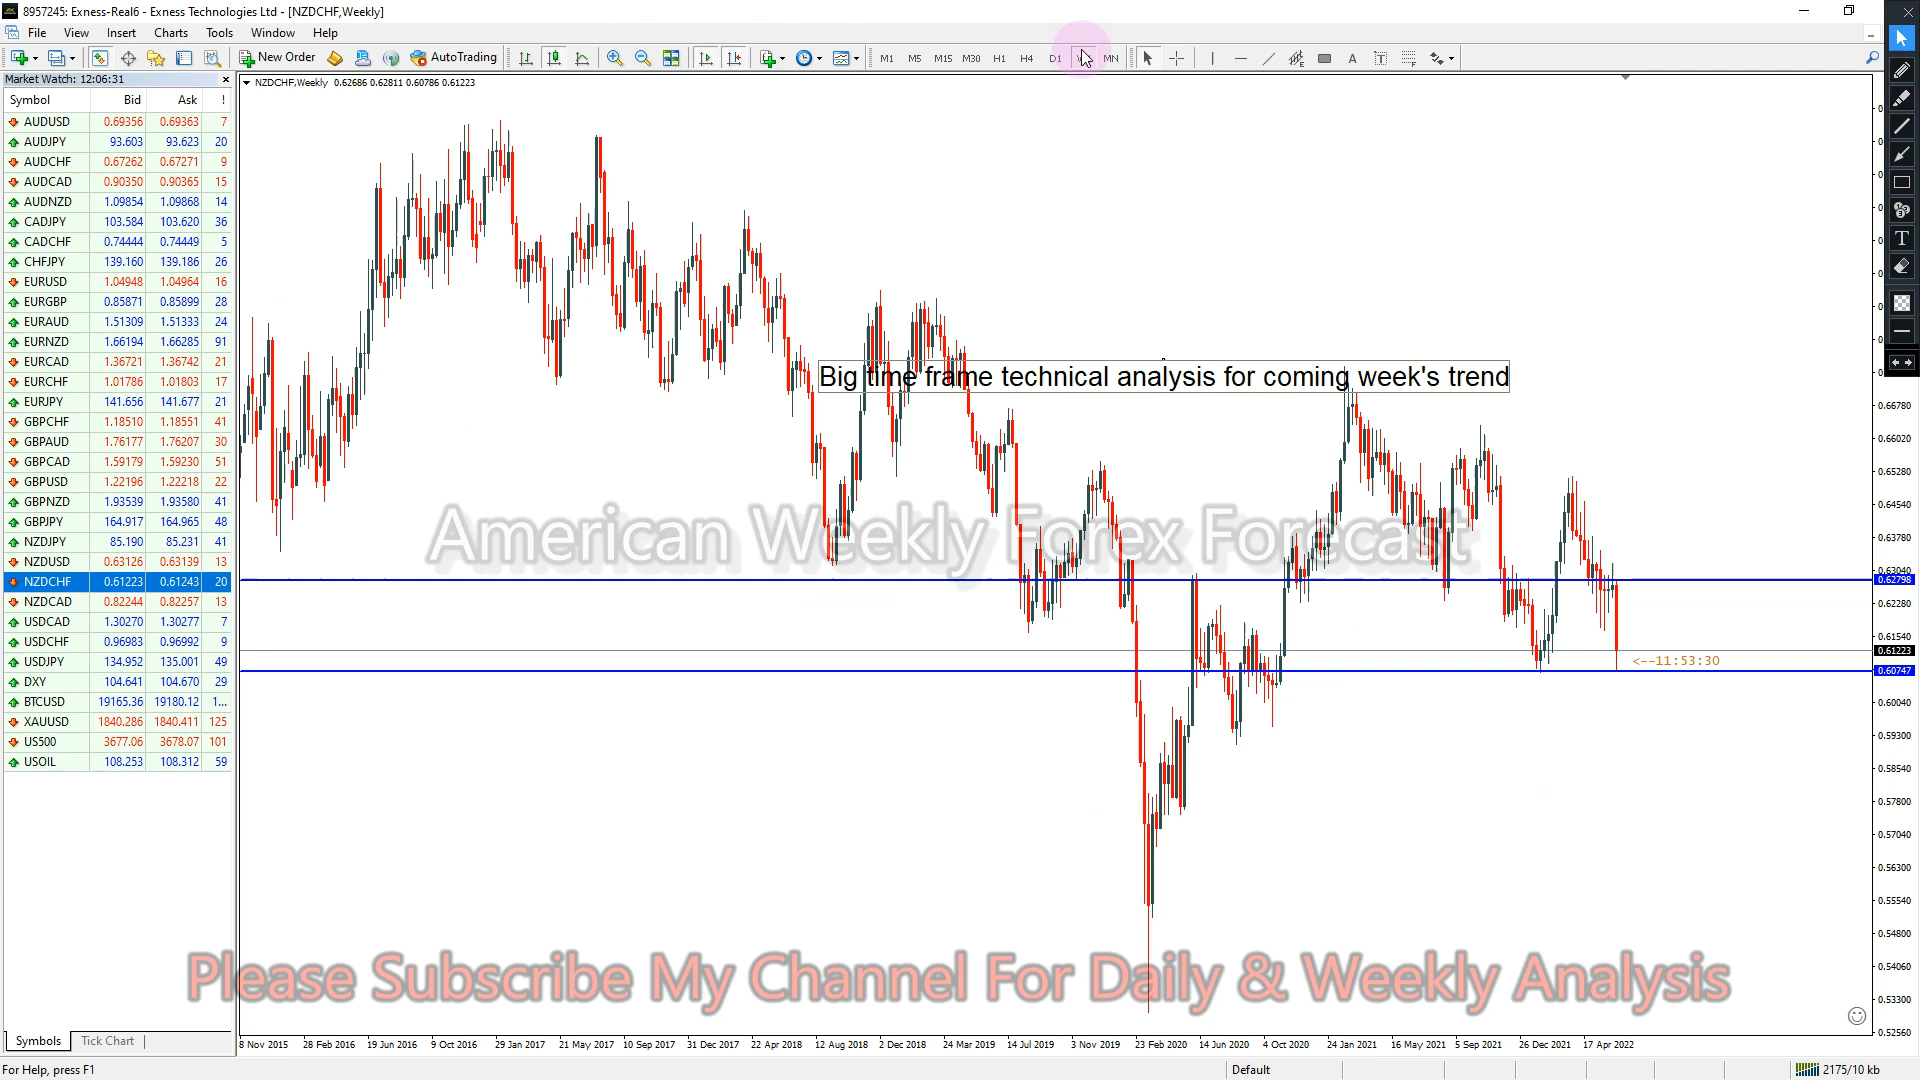 8957245: Exness-Real6 - Exness Technologies Ltd - [NZDCHF,Weekly]
File View Insert Charts Tools Window Help
New Order AutoTrading M1 M5 M15 M30 H1 H4 D1 MN A T
Market Watch: 12:06:31
NZDCHF,Weekly 0.62686 0.62811 0.60786 0.61223
Symbol Bid Ask !
AUDUSD 0.69356 0.69363 7
AUDJPY 93.603 93.623 20
AUDCHF 0.67262 0.67271 9
AUDCAD 0.90350 0.90365 15
AUDNZD 1.09854 1.09868 14
CADJPY 103.584 103.620 36
CADCHF 0.74444 0.74449 5
CHFJPY 139.160 139.186 26
EURUSD 1.04948 1.04964 16
EURGBP 0.85871 0.85899 28
EURAUD 1.51309 1.51333 24
EURNZD 1.66194 1.66285 91
EURCAD 1.36721 1.36742 21
EURCHF 1.01786 1.01803 17
EURJPY 141.656 141.677 21
GBPCHF 1.18510 1.18551 41
GBPAUD 1.76177 1.76207 30
GBPCAD 1.59179 1.59230 51
GBPUSD 1.22196 1.22218 22
GBPNZD 1.93539 1.93580 41
GBPJPY 164.917 164.965 48
NZDJPY 85.190 85.231 41
NZDUSD 0.63126 0.63139 13
NZDCHF 0.61223 0.61243 20
NZDCAD 0.82244 0.82257 13
USDCAD 1.30270 1.30277 7
USDCHF 0.96983 0.96992 9
USDJPY 134.952 135.001 49
DXY 104.641 104.670 29
BTCUSD 19165.36 19180.12 1...
XAUUSD 1840.286 1840.411 125
US500 3677.06 3678.07 101
USOIL 108.253 108.312 59
Symbols Tick Chart
Big time frame technical analysis for coming week's trend
American Weekly Forex Forecast
<--11:53:30
Please Subscribe My Channel For Daily & Weekly Analysis
0.66780
0.66020
0.65280
0.64540
0.63780
0.63040
0.62798
0.62280
0.61540
0.61223
0.60747
0.60040
0.59300
0.58540
0.57800
0.57040
0.56300
0.55540
0.54800
0.54060
0.53300
0.52560
8 Nov 2015 28 Feb 2016 19 Jun 2016 9 Oct 2016 29 Jan 2017 21 May 2017 10 Sep 2017 31 Dec 2017 22 Apr 2018 12 Aug 2018 2 Dec 2018 24 Mar 2019 14 Jul 2019 3 Nov 2019 23 Feb 2020 14 Jun 2020 4 Oct 2020 24 Jan 2021 16 May 2021 5 Sep 2021 26 Dec 2021 17 Apr 2022
For Help, press F1 Default 2175/10 kb